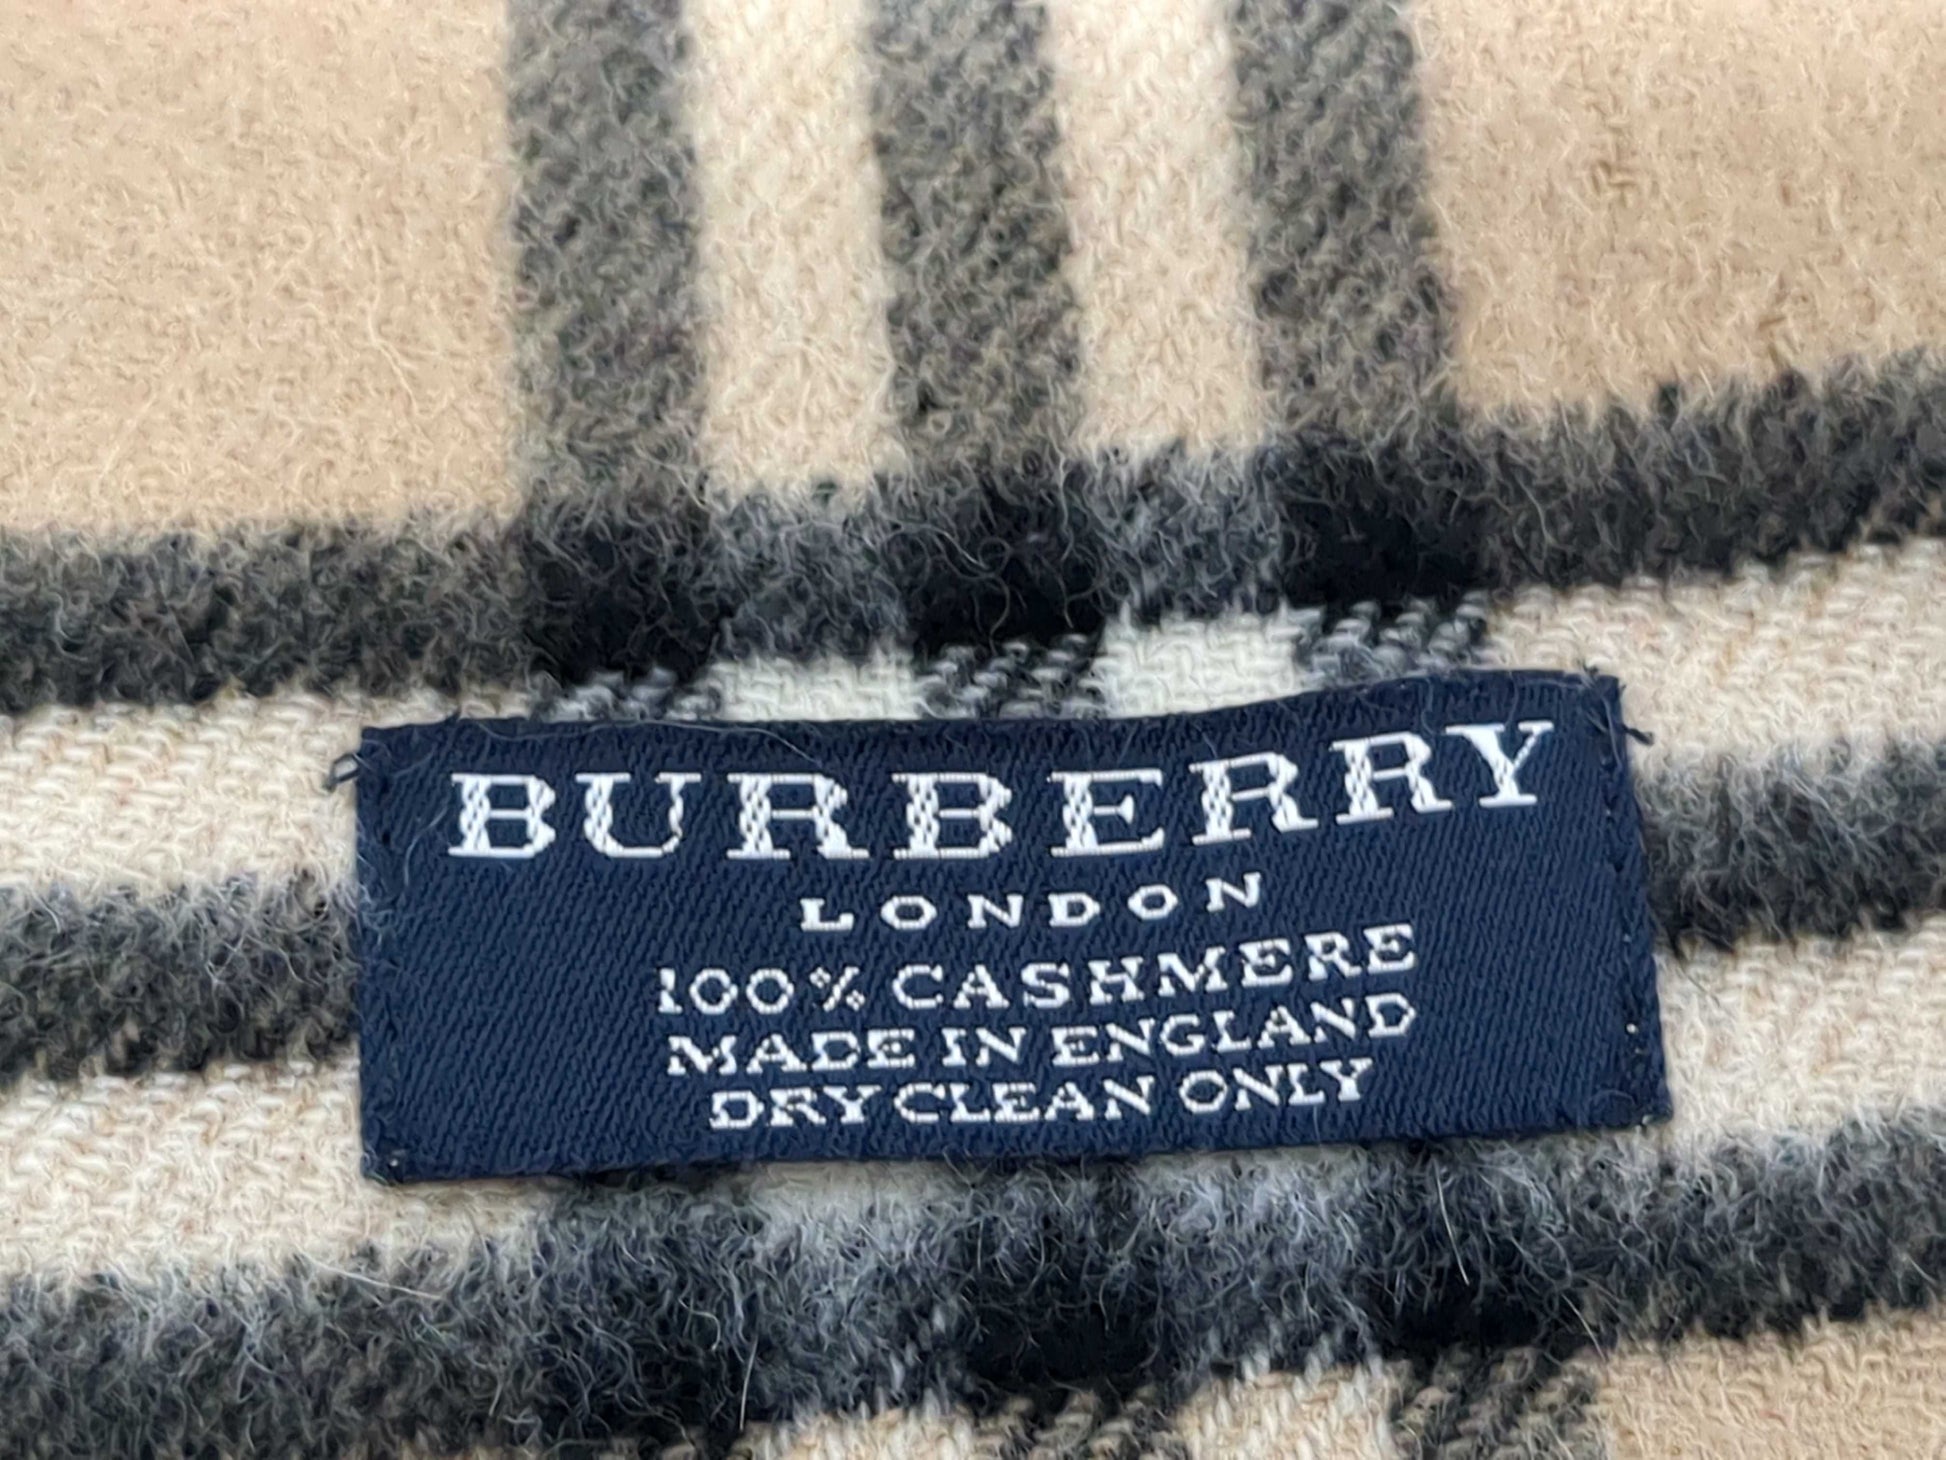 BURBERRY
LONDON
100% CASHMERE
MADE IN ENGLAND
DRY CLEAN ONLY